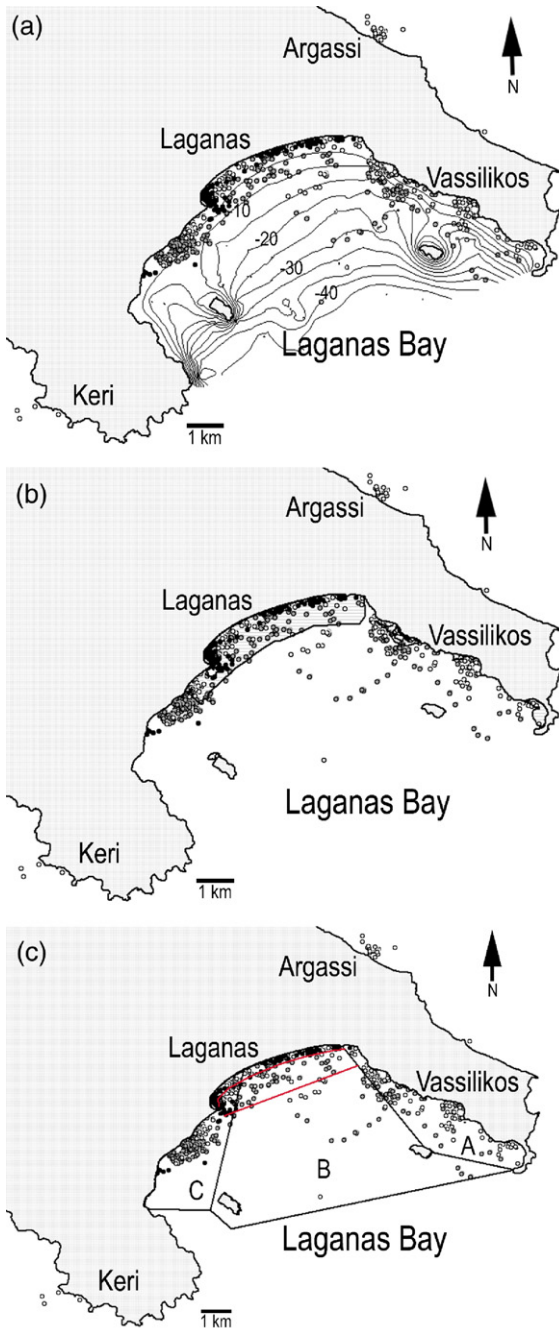 (a)
Argassi
N
Laganas
Vassilikos
-10
-20
-30
-40
Laganas Bay
Keri
1 km
(b)
Argassi
N
Laganas
Vassilikos
Laganas Bay
Keri
1 km
(c)
Argassi
N
Laganas
Vassilikos
A
B
C
Laganas Bay
Keri
1 km